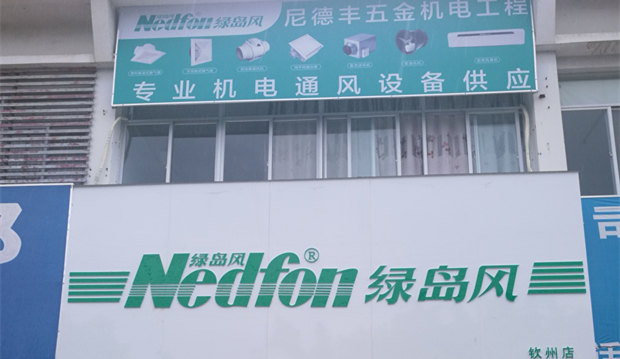 Nedfon 绿岛风 尼德丰五金机电工程
专业机电通风设备供应
绿岛风
Nedfon® 绿岛风
钦州店
司